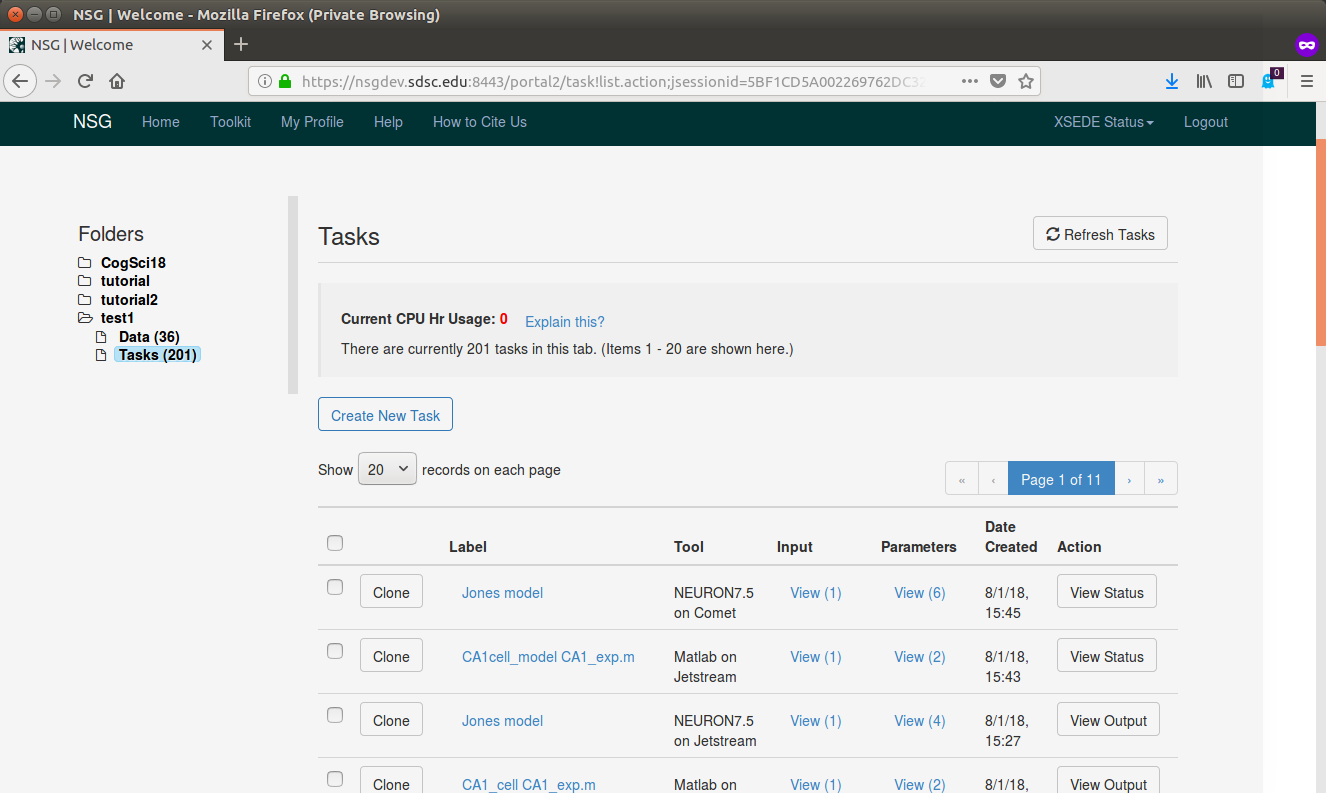 NSG | Welcome - Mozilla Firefox (Private Browsing)
NSG | Welcome
https://nsgdev.sdsc.edu:8443/portal2/task!list.action;jsessionid=5BF1CD5A002269762DC32
0
NSG Home Toolkit My Profile Help How to Cite Us XSEDE Status Logout
Folders
CogSci18
tutorial
tutorial2
test1
Data (36)
Tasks (201)
Tasks
Refresh Tasks
Current CPU Hr Usage: 0 Explain this?
There are currently 201 tasks in this tab. (Items 1 - 20 are shown here.)
Create New Task
Show 20 records on each page
« ‹ Page 1 of 11 › »
Label Tool Input Parameters Date Created Action
Clone Jones model NEURON7.5 View (1) View (6) 8/1/18, View Status
on Comet 15:45
Clone CA1cell_model CA1_exp.m Matlab on View (1) View (2) 8/1/18, View Status
Jetstream 15:43
Clone Jones model NEURON7.5 View (1) View (4) 8/1/18, View Output
on Jetstream 15:27
Clone CA1_cell CA1_exp.m Matlab on View (1) View (2) 8/1/18, View Output